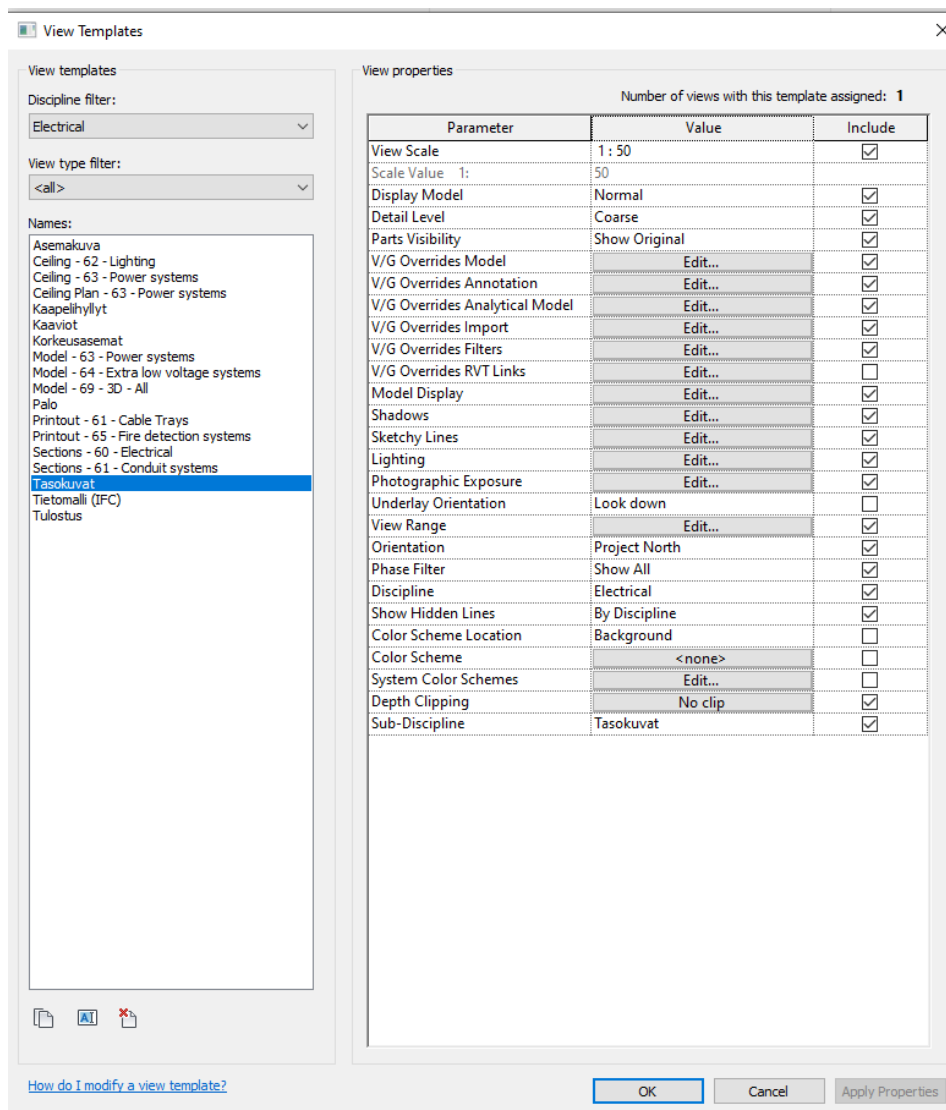 View Templates
View templates
Discipline filter:
Electrical
View type filter:
<all>
Names:
Asemakuva
Ceiling - 62 - Lighting
Ceiling - 63 - Power systems
Ceiling Plan - 63 - Power systems
Kaapelihyllyt
Kaaviot
Korkeusasemat
Model - 63 - Power systems
Model - 64 - Extra low voltage systems
Model - 69 - 3D - All
Palo
Printout - 61 - Cable Trays
Printout - 65 - Fire detection systems
Sections - 60 - Electrical
Sections - 61 - Conduit systems
Tasokuvat
Tietomalli (IFC)
Tulostus
AI
How do I modify a view template?
View properties
Number of views with this template assigned: 1
Parameter Value Include
View Scale 1 : 50
Scale Value 1: 50
Display Model Normal
Detail Level Coarse
Parts Visibility Show Original
V/G Overrides Model Edit...
V/G Overrides Annotation Edit...
V/G Overrides Analytical Model Edit...
V/G Overrides Import Edit...
V/G Overrides Filters Edit...
V/G Overrides RVT Links Edit...
Model Display Edit...
Shadows Edit...
Sketchy Lines Edit...
Lighting Edit...
Photographic Exposure Edit...
Underlay Orientation Look down
View Range Edit...
Orientation Project North
Phase Filter Show All
Discipline Electrical
Show Hidden Lines By Discipline
Color Scheme Location Background
Color Scheme <none>
System Color Schemes Edit...
Depth Clipping No clip
Sub-Discipline Tasokuvat
OK Cancel Apply Properties